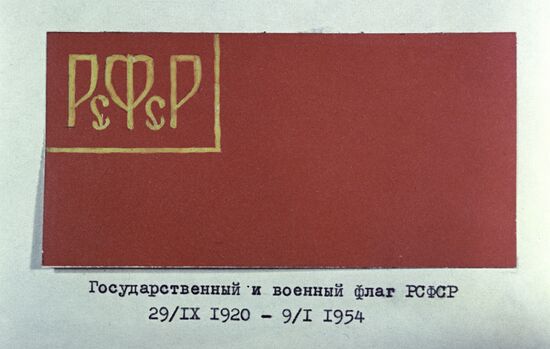 РСФСР
Государственный и военный флаг РСФСР
29/IX 1920 - 9/I 1954